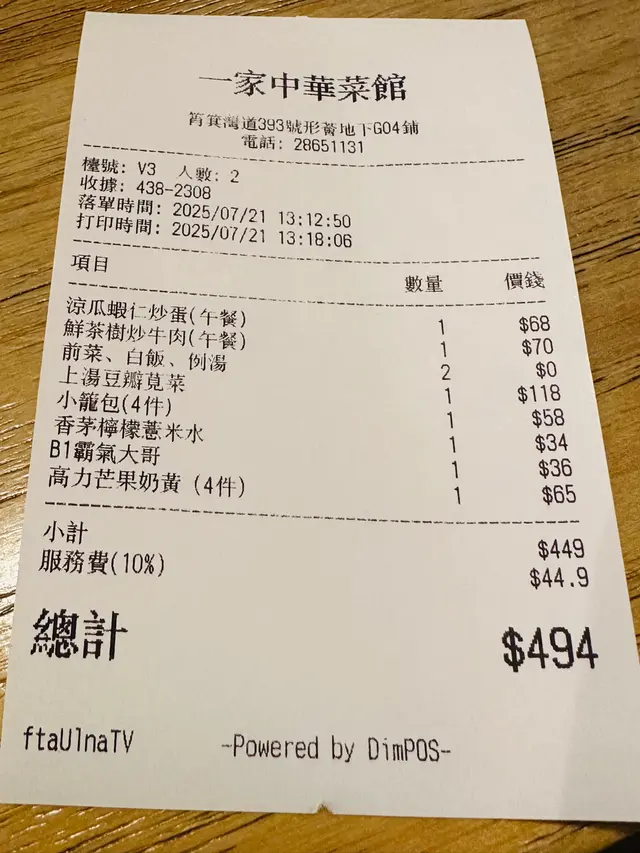 一家中華菜館
筲箕灣道393號形薈地下G04鋪
電話: 28651131
檯號: V3 人數: 2
收據: 438-2308
落單時間: 2025/07/21 13:12:50
打印時間: 2025/07/21 13:18:06
項目 數量 價錢
涼瓜蝦仁炒蛋(午餐) 1 $68
鮮茶樹炒牛肉(午餐) 1 $70
前菜、白飯、例湯 2 $0
上湯豆瓣莧菜 1 $118
小籠包(4件) 1 $58
香茅檸檬薏米水 1 $34
B1霸氣大哥 1 $36
高力芒果奶黃 (4件) 1 $65
小計 $449
服務費(10%) $44.9
總計 $494
ftaUlnaTV -Powered by DimPOS-